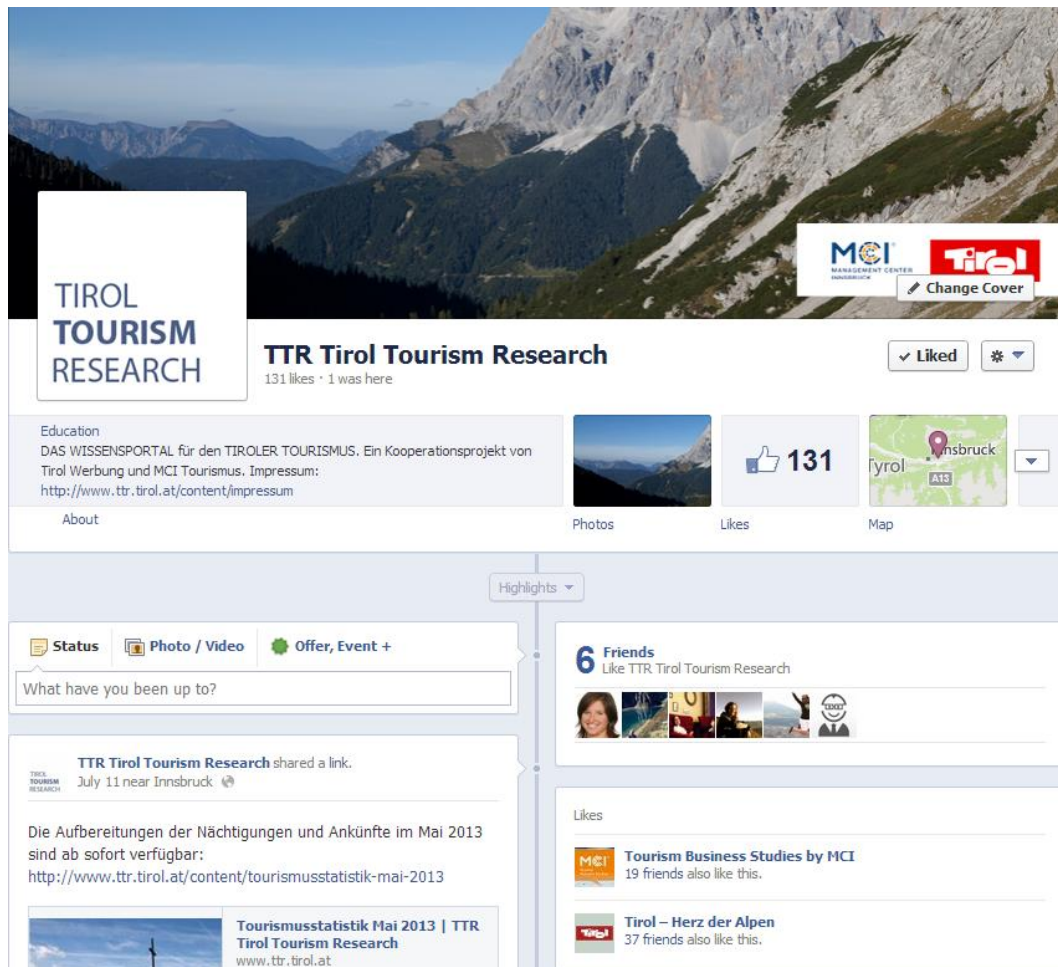 MCI
MANAGEMENT CENTER
INNSBRUCK
Tirol
Change Cover
TIROL
TOURISM
RESEARCH
TTR Tirol Tourism Research
131 likes · 1 was here
Liked
Education
DAS WISSENSPORTAL für den TIROLER TOURISMUS. Ein Kooperationsprojekt von
Tirol Werbung und MCI Tourismus. Impressum:
http://www.ttr.tirol.at/content/impressum
About
Photos
131
Likes
Tyrol
Innsbruck
A13
Map
Highlights
Status
Photo / Video
Offer, Event +
What have you been up to?
TIROL
TOURISM
RESEARCH
TTR Tirol Tourism Research shared a link.
July 11 near Innsbruck
Die Aufbereitungen der Nächtigungen und Ankünfte im Mai 2013
sind ab sofort verfügbar:
http://www.ttr.tirol.at/content/tourismusstatistik-mai-2013
Tourismusstatistik Mai 2013 | TTR
Tirol Tourism Research
www.ttr.tirol.at
6 Friends
Like TTR Tirol Tourism Research
Likes
MCI
Tourism Business Studies by MCI
19 friends also like this.
Tirol
Tirol – Herz der Alpen
37 friends also like this.